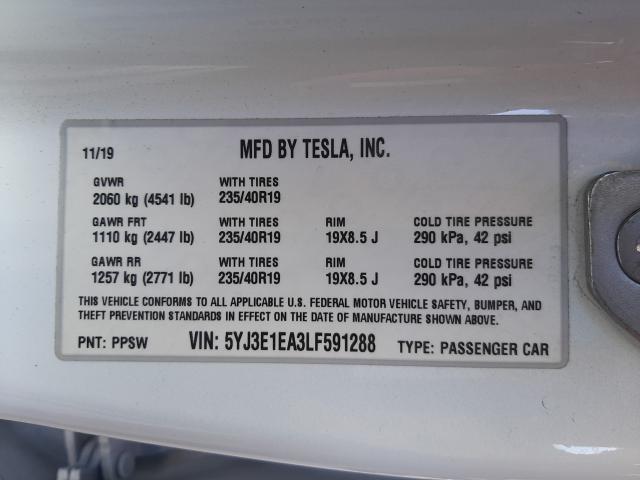 11/19 MFD BY TESLA, INC.
GVWR WITH TIRES
2060 kg (4541 lb) 235/40R19
GAWR FRT WITH TIRES RIM COLD TIRE PRESSURE
1110 kg (2447 lb) 235/40R19 19X8.5 J 290 kPa, 42 psi
GAWR RR WITH TIRES RIM COLD TIRE PRESSURE
1257 kg (2771 lb) 235/40R19 19X8.5 J 290 kPa, 42 psi
THIS VEHICLE CONFORMS TO ALL APPLICABLE U.S. FEDERAL MOTOR VEHICLE SAFETY, BUMPER, AND
THEFT PREVENTION STANDARDS IN EFFECT ON THE DATE OF MANUFACTURE SHOWN ABOVE.
PNT: PPSW VIN: 5YJ3E1EA3LF591288 TYPE: PASSENGER CAR